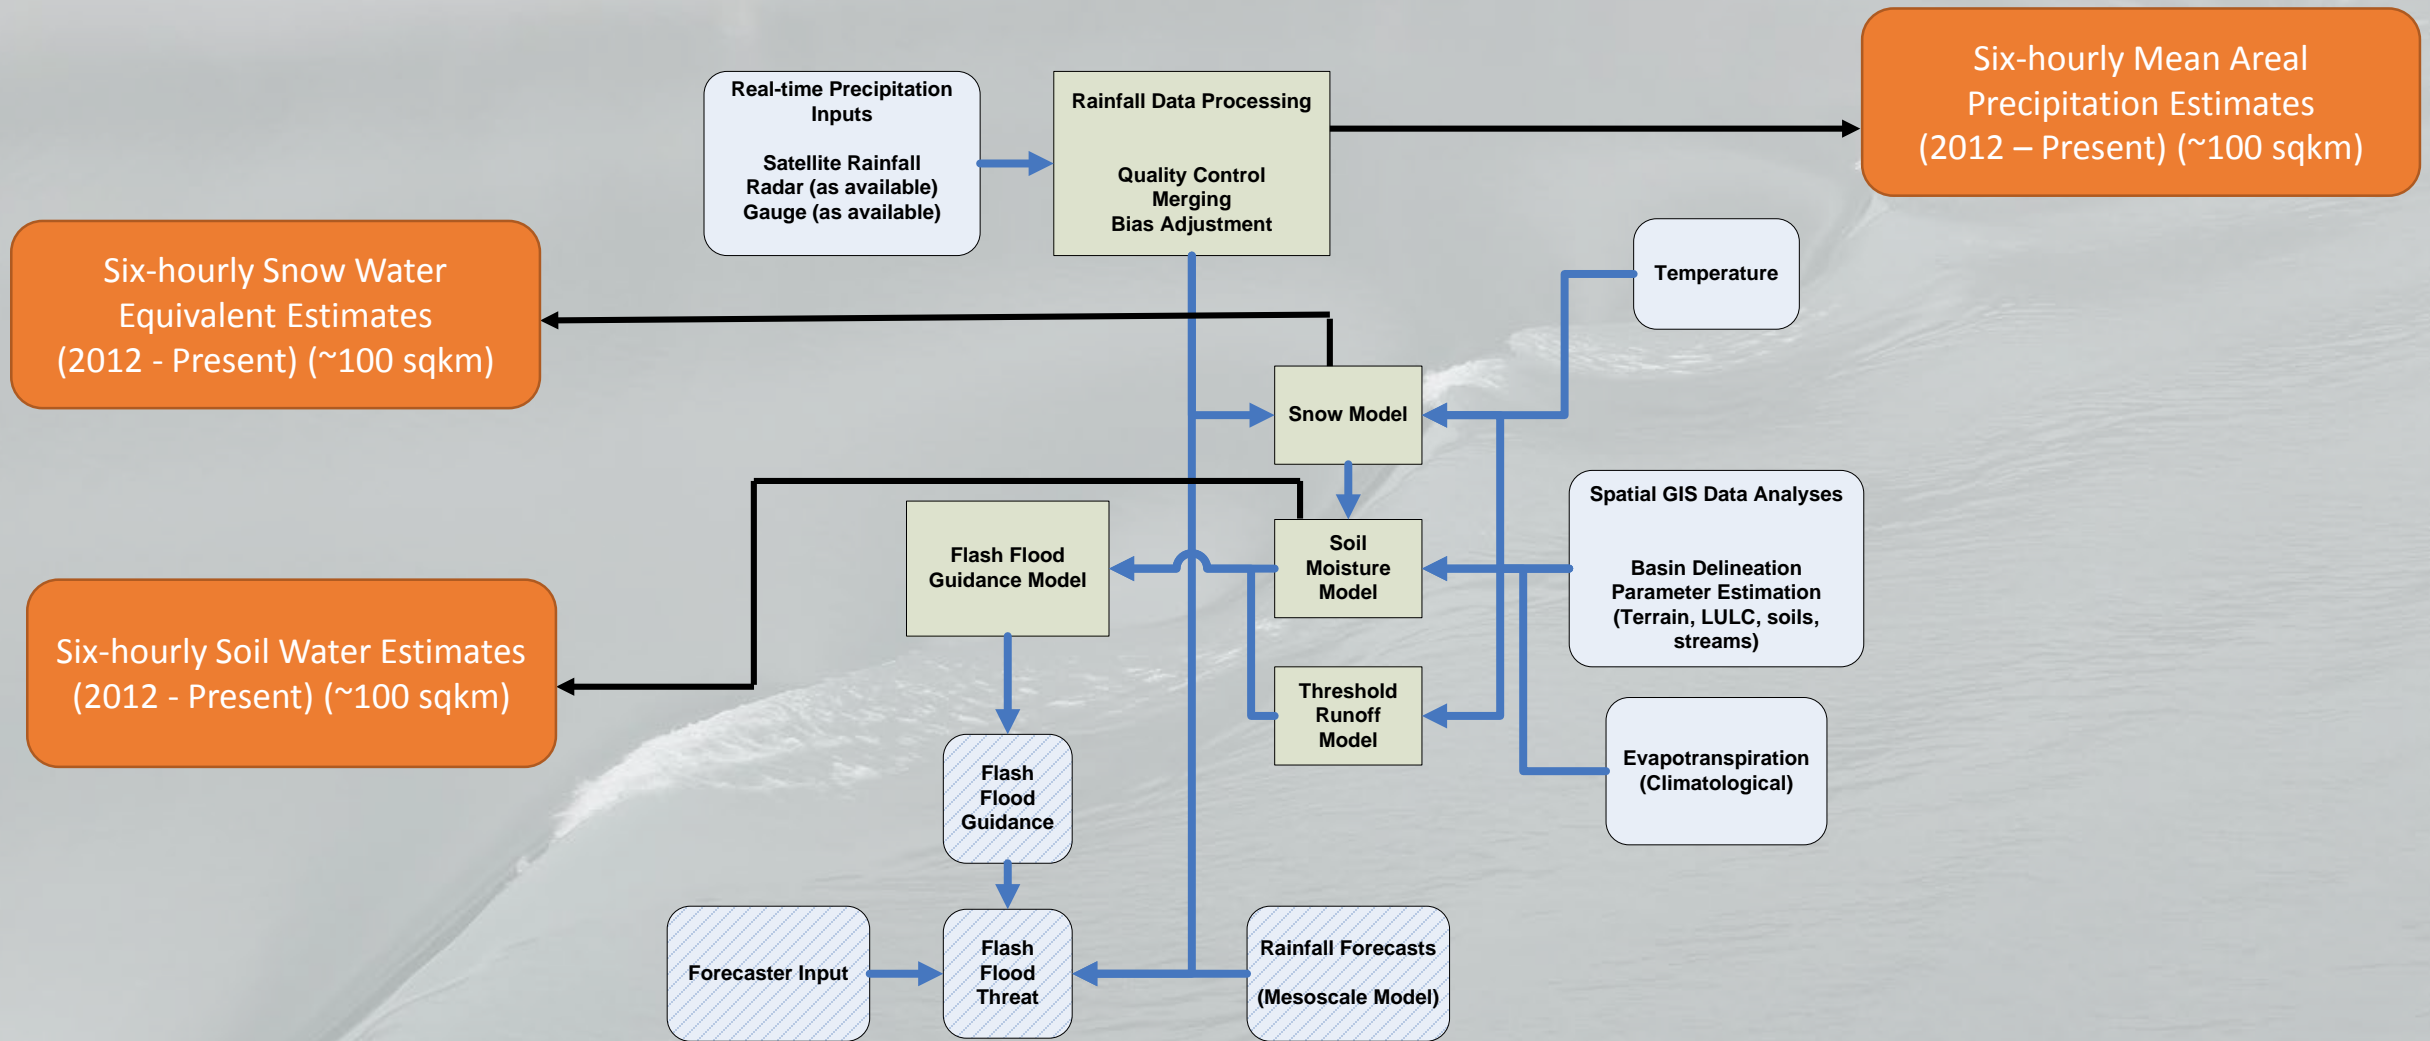 Six-hourly Mean Areal
Precipitation Estimates
(2012 – Present) (~100 sqkm)
Real-time Precipitation
Inputs
Satellite Rainfall
Radar (as available)
Gauge (as available)
Rainfall Data Processing
Quality Control
Merging
Bias Adjustment
Six-hourly Snow Water
Equivalent Estimates
(2012 - Present) (~100 sqkm)
Temperature
Snow Model
Spatial GIS Data Analyses
Basin Delineation
Parameter Estimation
(Terrain, LULC, soils,
streams)
Flash Flood
Guidance Model
Soil
Moisture
Model
Six-hourly Soil Water Estimates
(2012 - Present) (~100 sqkm)
Threshold
Runoff
Model
Evapotranspiration
(Climatological)
Flash
Flood
Guidance
Forecaster Input
Flash
Flood
Threat
Rainfall Forecasts
(Mesoscale Model)